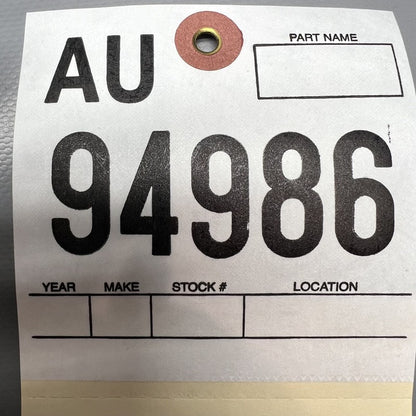 AU
PART NAME
94986
YEAR MAKE STOCK # LOCATION